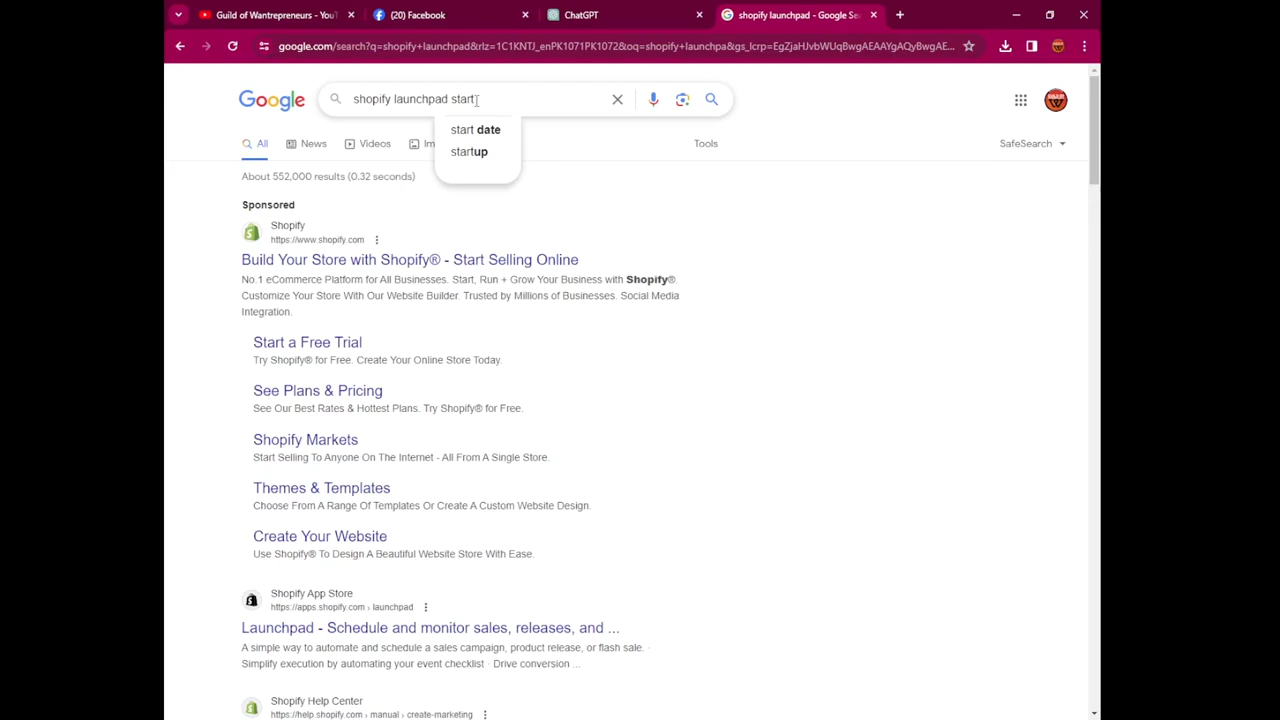 Guild of Wantrepreneurs - YouT
(20) Facebook
ChatGPT
shopify launchpad - Google Se
google.com/search?q=shopify+launchpad&rlz=1C1KNTJ_enPK1071PK1072&oq=shopify+launchpa&gs_lcrp=EgZjaHJvbWUqBwgAEAAYgAQyBwgAE...
Google
shopify launchpad start
start date
startup
All
News
Videos
Im
Tools
SafeSearch
About 552,000 results (0.32 seconds)
Sponsored
Shopify
https://www.shopify.com
Build Your Store with Shopify® - Start Selling Online
No.1 eCommerce Platform for All Businesses. Start, Run + Grow Your Business with Shopify®.
Customize Your Store With Our Website Builder. Trusted by Millions of Businesses. Social Media
Integration.
Start a Free Trial
Try Shopify® for Free. Create Your Online Store Today.
See Plans & Pricing
See Our Best Rates & Hottest Plans. Try Shopify® for Free.
Shopify Markets
Start Selling To Anyone On The Internet - All From A Single Store.
Themes & Templates
Choose From A Range Of Templates Or Create A Custom Website Design.
Create Your Website
Use Shopify® To Design A Beautiful Website Store With Ease.
Shopify App Store
https://apps.shopify.com › launchpad
Launchpad - Schedule and monitor sales, releases, and ...
A simple way to automate and schedule a sales campaign, product release, or flash sale. ·
Simplify execution by automating your event checklist · Drive conversion ...
Shopify Help Center
https://help.shopify.com › manual › create-marketing